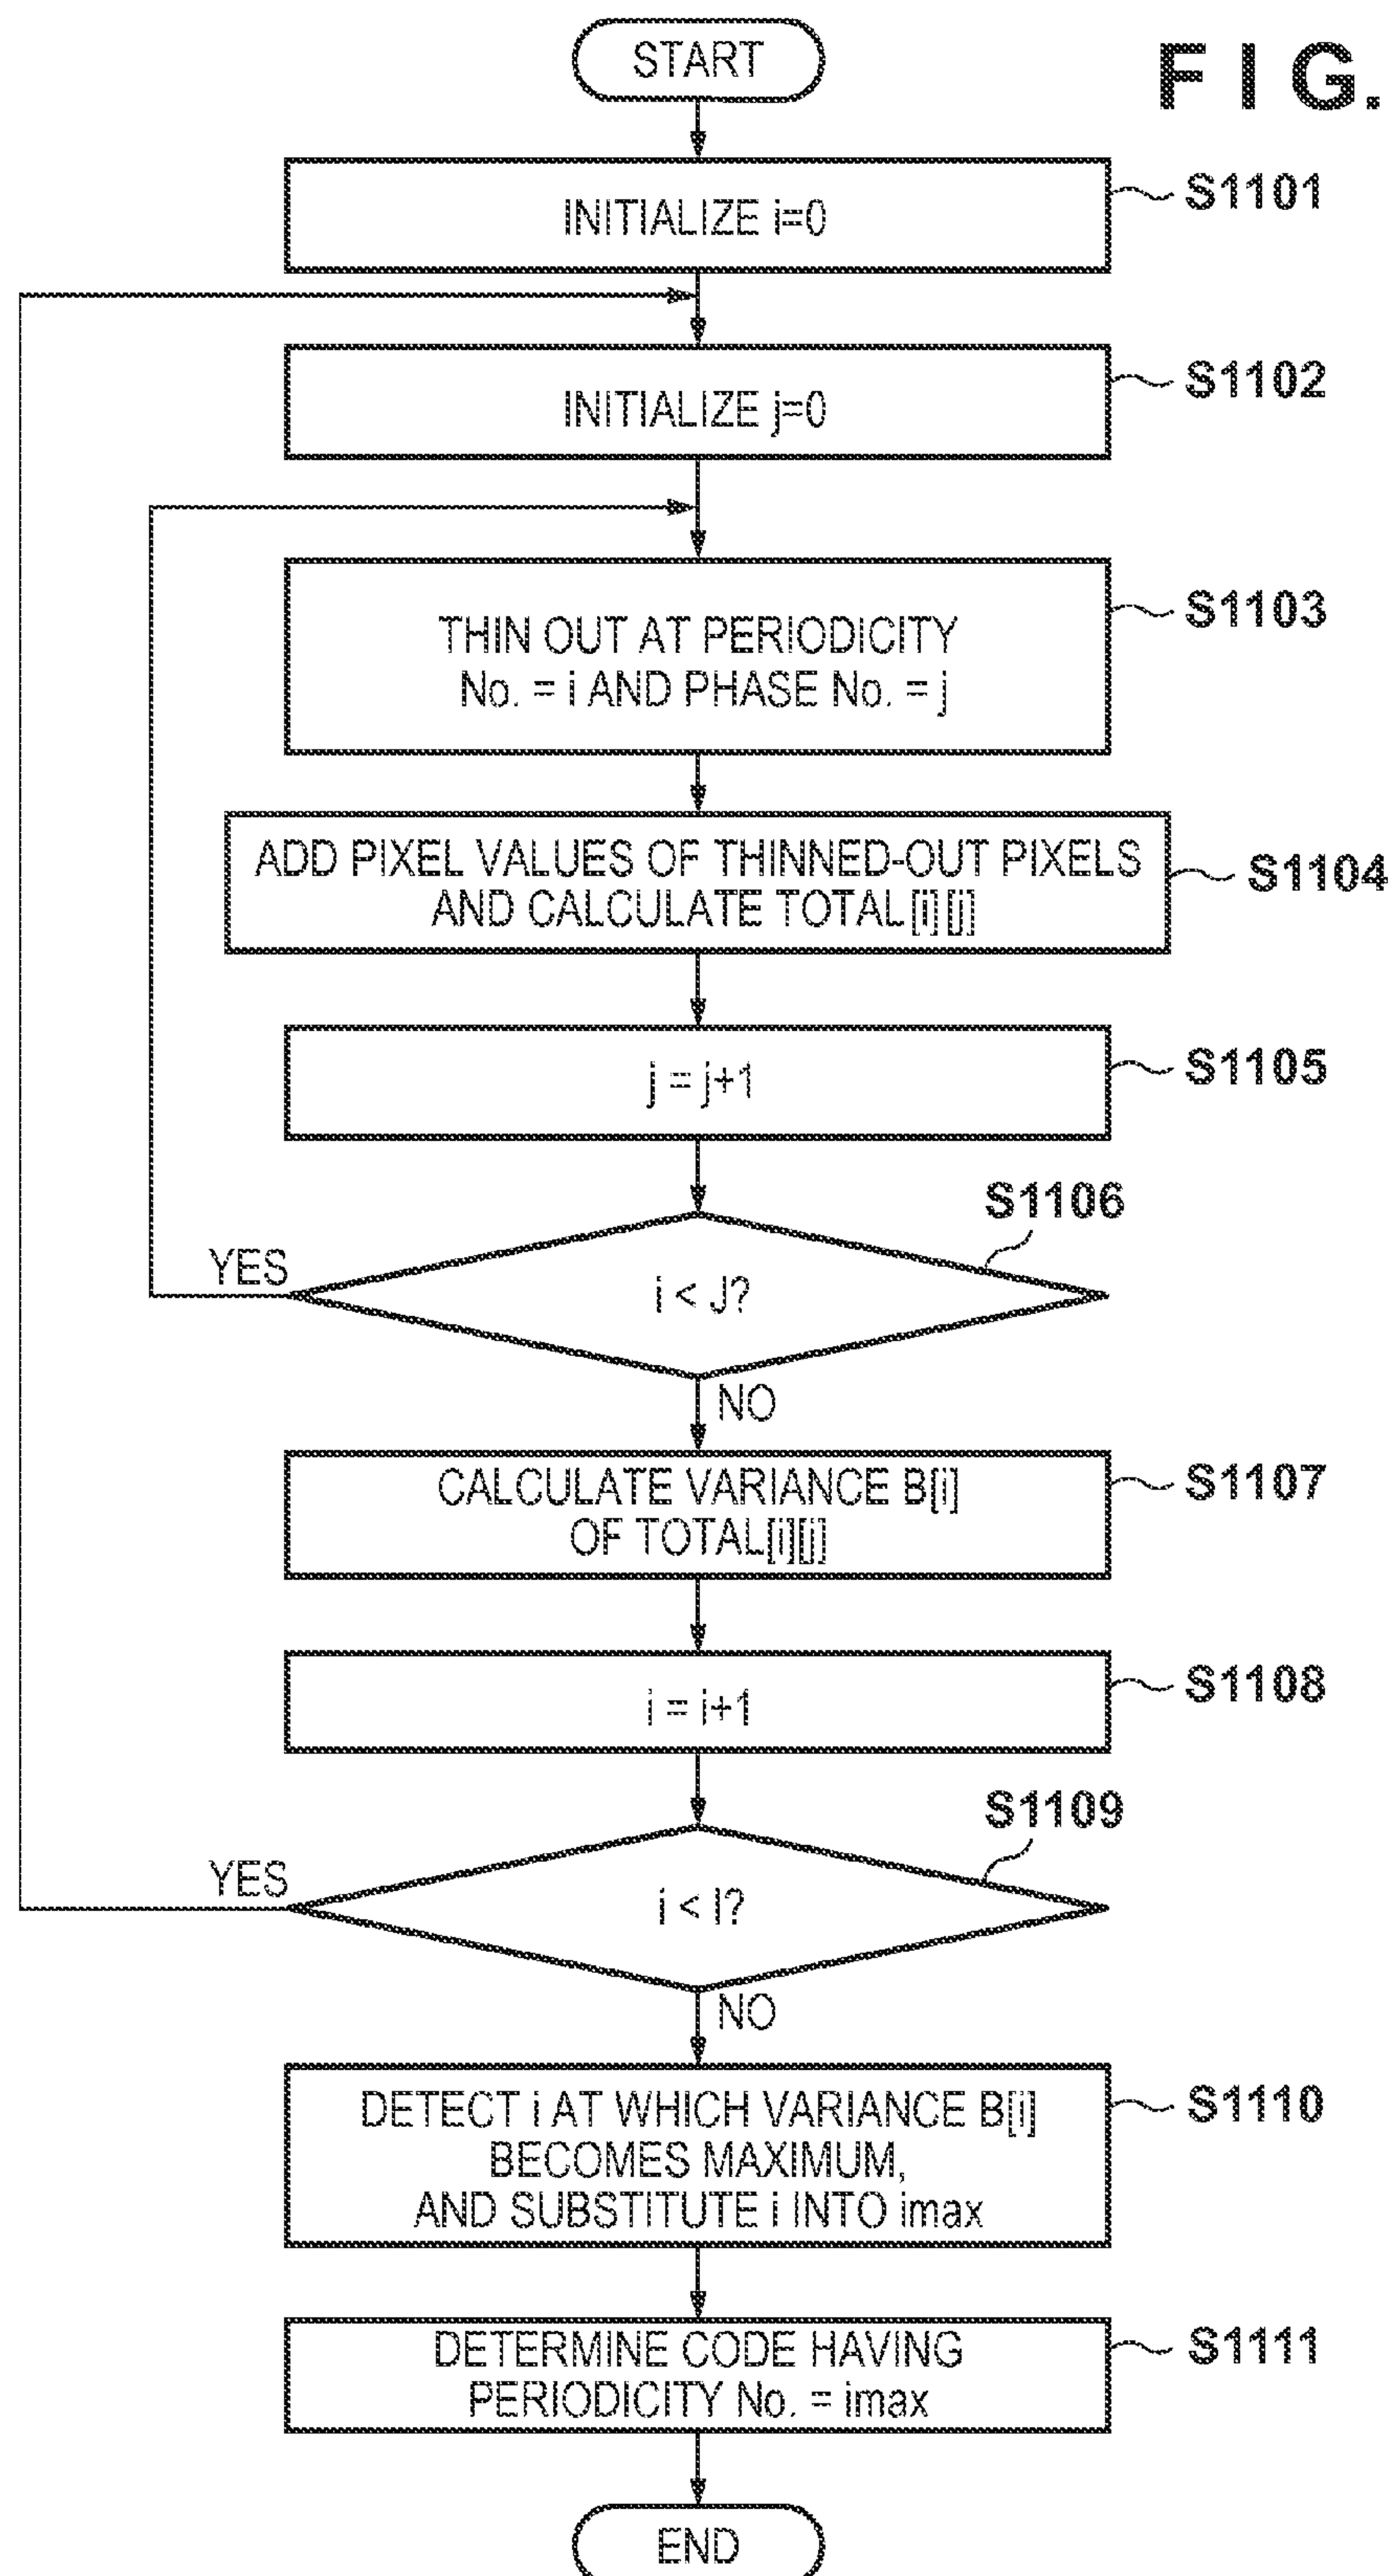 START
F I G.
S1101
INITIALIZE i=0
S1102
INITIALIZE j=0
S1103
THIN OUT AT PERIODICITY
No. = i AND PHASE No. = j
ADD PIXEL VALUES OF THINNED-OUT PIXELS
AND CALCULATE TOTAL[i][j]
S1104
j = j+1
S1105
S1106
YES
i < J?
NO
CALCULATE VARIANCE B[i]
OF TOTAL[i][j]
S1107
i = i+1
S1108
S1109
YES
i < I?
NO
DETECT i AT WHICH VARIANCE B[i]
BECOMES MAXIMUM,
AND SUBSTITUTE i INTO imax
S1110
DETERMINE CODE HAVING
PERIODICITY No. = imax
S1111
END